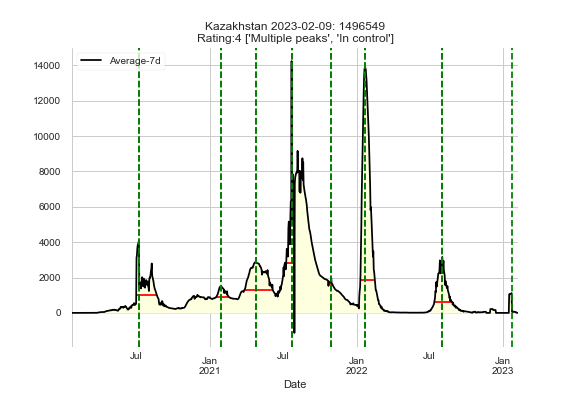 Kazakhstan 2023-02-09: 1496549
Rating:4 ['Multiple peaks', 'In control']
Average-7d
14000
12000
10000
8000
6000
4000
2000
0
Jul
Jan
2021
Jul
Jan
2022
Jul
Jan
2023
Date